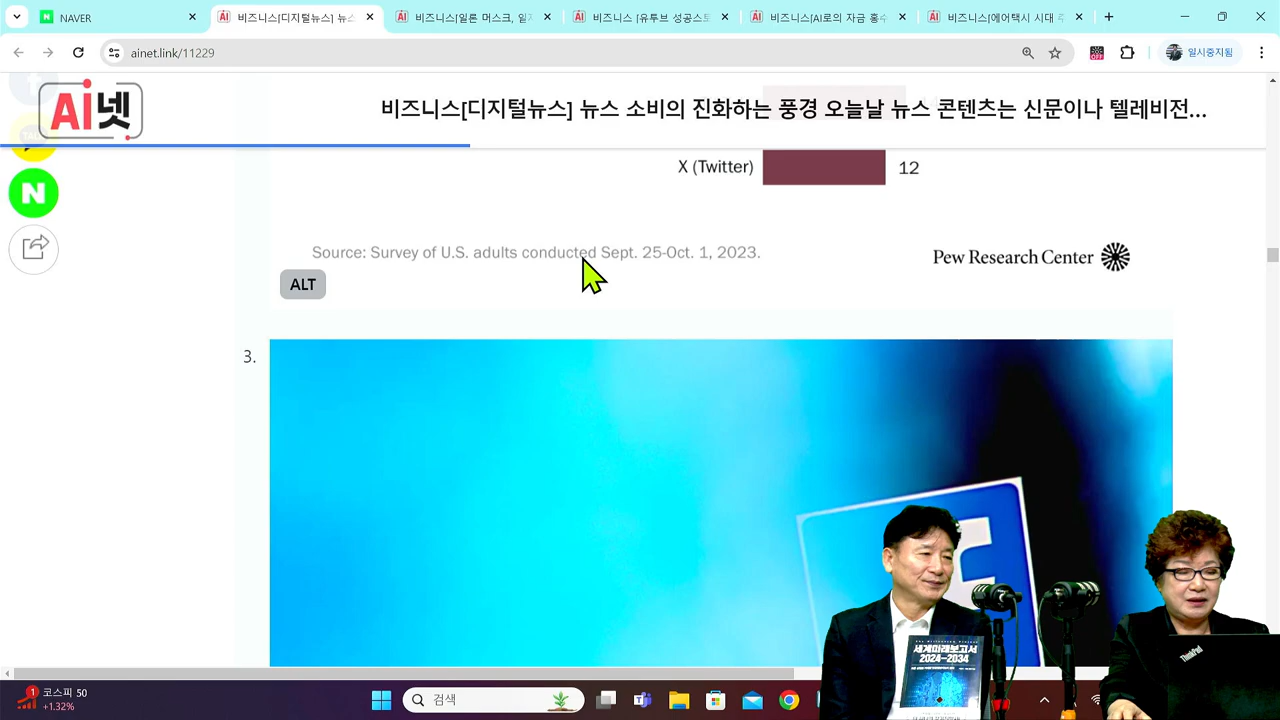 NAVER
비즈니스[디지털뉴스] 뉴스
비즈니스[일론 머스크, 일
비즈니스 [유튜브 성공스토
비즈니스[AI로의 자금 홍수
비즈니스[에어택시 시대
ainet.link/11229
OFF
일시중지됨
Ai넷
비즈니스[디지털뉴스] 뉴스 소비의 진화하는 풍경 오늘날 뉴스 콘텐츠는 신문이나 텔레비전...
X (Twitter) 12
N
Source: Survey of U.S. adults conducted Sept. 25-Oct. 1, 2023.
Pew Research Center
ALT
3.
세계미래보고서
2024-2034
ThinkPad
1
코스피 50
+1.32%
검색